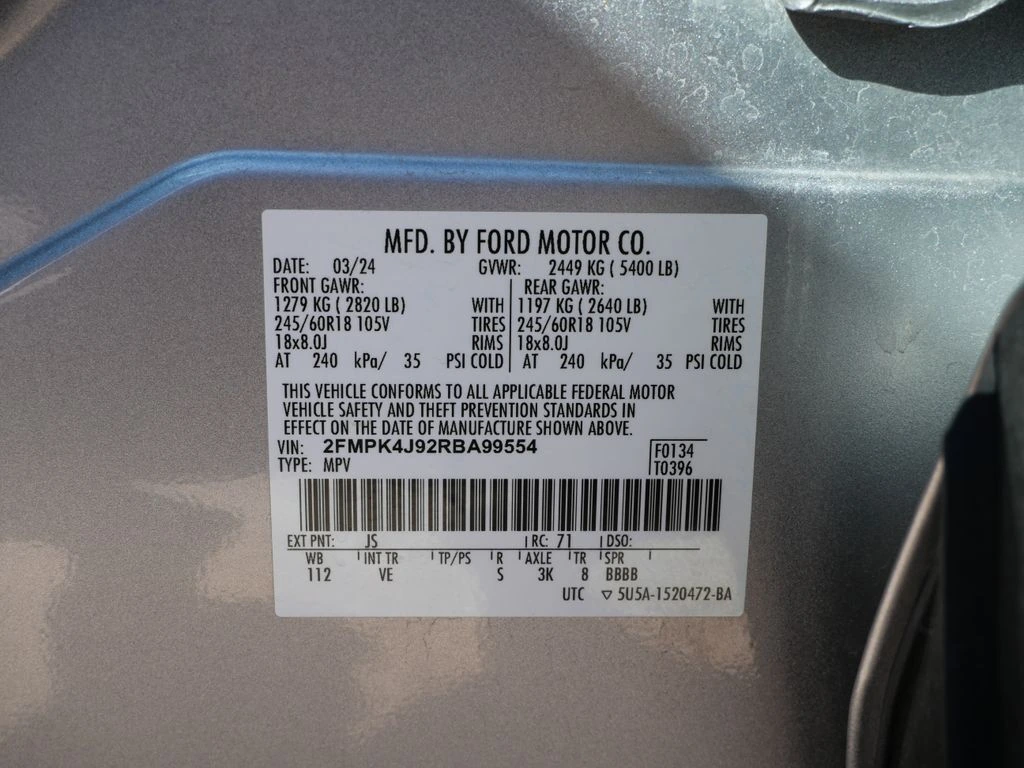 MFD. BY FORD MOTOR CO.
DATE: 03/24 GVWR: 2449 KG ( 5400 LB)
FRONT GAWR: REAR GAWR:
1279 KG ( 2820 LB) WITH 1197 KG ( 2640 LB) WITH
245/60R18 105V TIRES 245/60R18 105V TIRES
18x8.0J RIMS 18x8.0J RIMS
AT 240 kPa/ 35 PSI COLD AT 240 kPa/ 35 PSI COLD
THIS VEHICLE CONFORMS TO ALL APPLICABLE FEDERAL MOTOR
VEHICLE SAFETY AND THEFT PREVENTION STANDARDS IN
EFFECT ON THE DATE OF MANUFACTURE SHOWN ABOVE.
VIN: 2FMPK4J92RBA99554 F0134
TYPE: MPV T0396
EXT PNT: JS RC: 71 DSO:
WB INT TR TP/PS R AXLE TR SPR
112 VE S 3K 8 BBBB
UTC ▽ 5U5A-1520472-BA